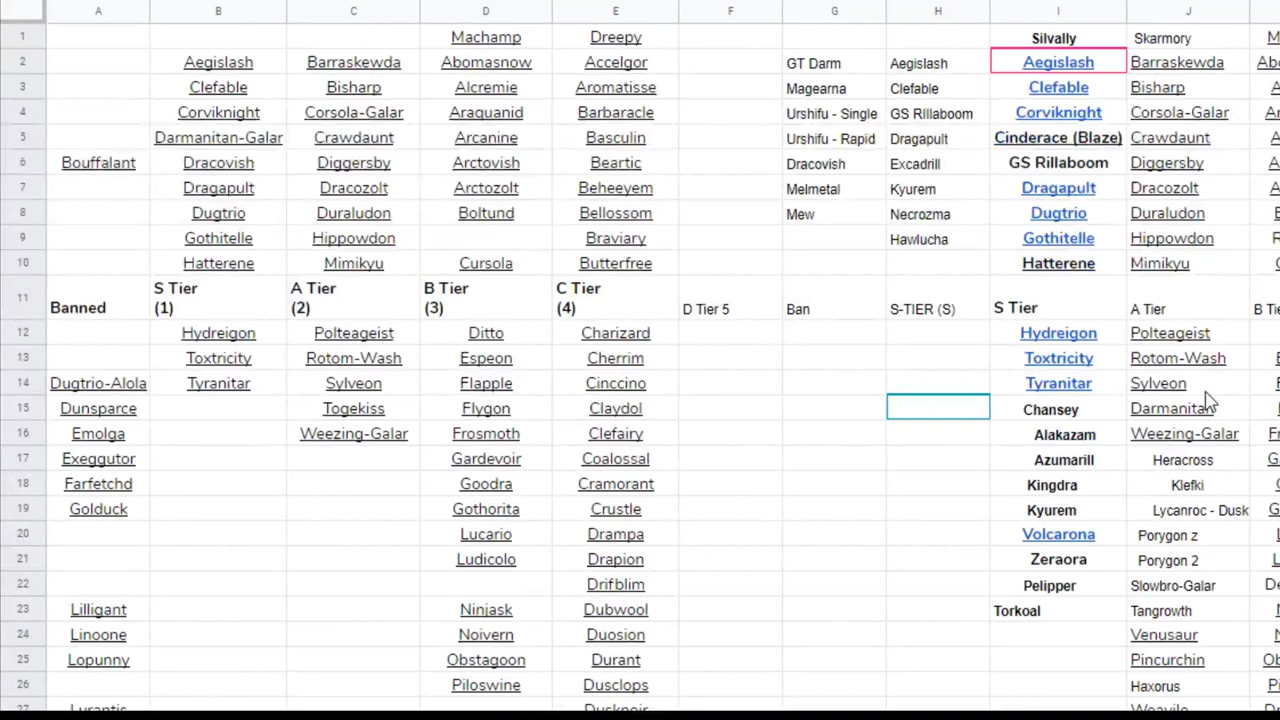 A B C D E F G H I J
1 Machamp Dreepy Silvally Skarmory
2 Aegislash Barraskewda Abomasnow Accelgor GT Darm Aegislash Aegislash Barraskewda Abo
3 Clefable Bisharp Alcremie Aromatisse Magearna Clefable Clefable Bisharp
4 Corviknight Corsola-Galar Araquanid Barbaracle Urshifu - Single GS RIllaboom Corviknight Corsola-Galar
5 Darmanitan-Galar Crawdaunt Arcanine Basculin Urshifu - Rapid Dragapult Cinderace (Blaze) Crawdaunt
6 Bouffalant Dracovish Diggersby Arctovish Beartic Dracovish Excadrill GS Rillaboom Diggersby
7 Dragapult Dracozolt Arctozolt Beheeyem Melmetal Kyurem Dragapult Dracozolt
8 Dugtrio Duraludon Boltund Bellossom Mew Necrozma Dugtrio Duraludon
9 Gothitelle Hippowdon Braviary Hawlucha Gothitelle Hippowdon
10 Hatterene Mimikyu Cursola Butterfree Hatterene Mimikyu
S Tier A Tier B Tier C Tier
11 Banned (1) (2) (3) (4) D Tier 5 Ban S-TIER (S) S Tier A Tier B Tie
12 Hydreigon Polteageist Ditto Charizard Hydreigon Polteageist
13 Toxtricity Rotom-Wash Espeon Cherrim Toxtricity Rotom-Wash
14 Dugtrio-Alola Tyranitar Sylveon Flapple Cinccino Tyranitar Sylveon
15 Dunsparce Togekiss Flygon Claydol Chansey
16 Emolga Weezing-Galar Frosmoth Clefairy Alakazam Weezing-Galar Fr
17 Exeggutor Gardevoir Coalossal Azumarill Heracross Ga
18 Farfetchd Goodra Cramorant Kingdra Klefki
19 Golduck Gothorita Crustle Kyurem Lycanroc - Dusk
20 Lucario Drampa Volcarona Porygon z
21 Ludicolo Drapion Zeraora Porygon 2
22 Drifblim Pelipper Slowbro-Galar De
23 Lilligant Ninjask Dubwool Torkoal Tangrowth
24 Linoone Noivern Duosion Venusaur
25 Lopunny Obstagoon Durant Pincurchin Ob
26 Piloswine Dusclops Haxorus Pi